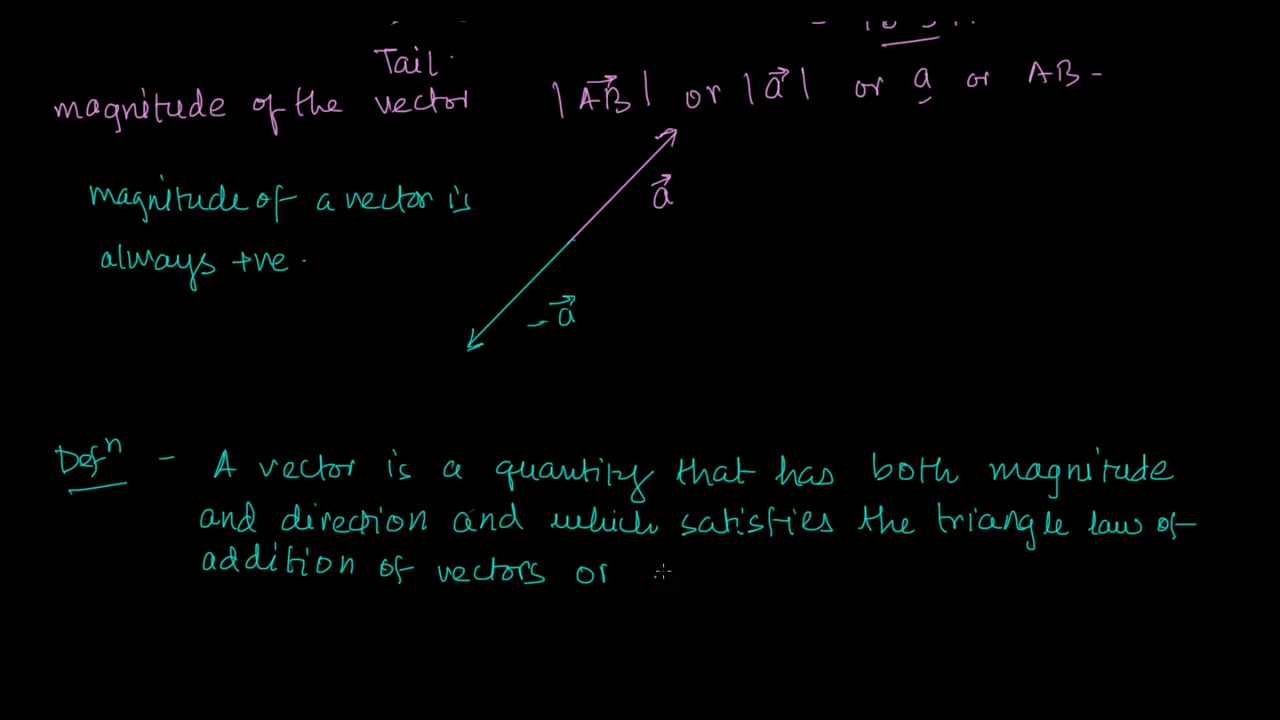 Tail.
magnitude of the vector |AB⃗| or |a⃗| or a or AB -
magnitude of a vector is
always +ve.
a⃗
-a⃗
Defⁿ - A vector is a quantity that has both magnitude
and direction and which satisfies the triangle law of
addition of vectors or